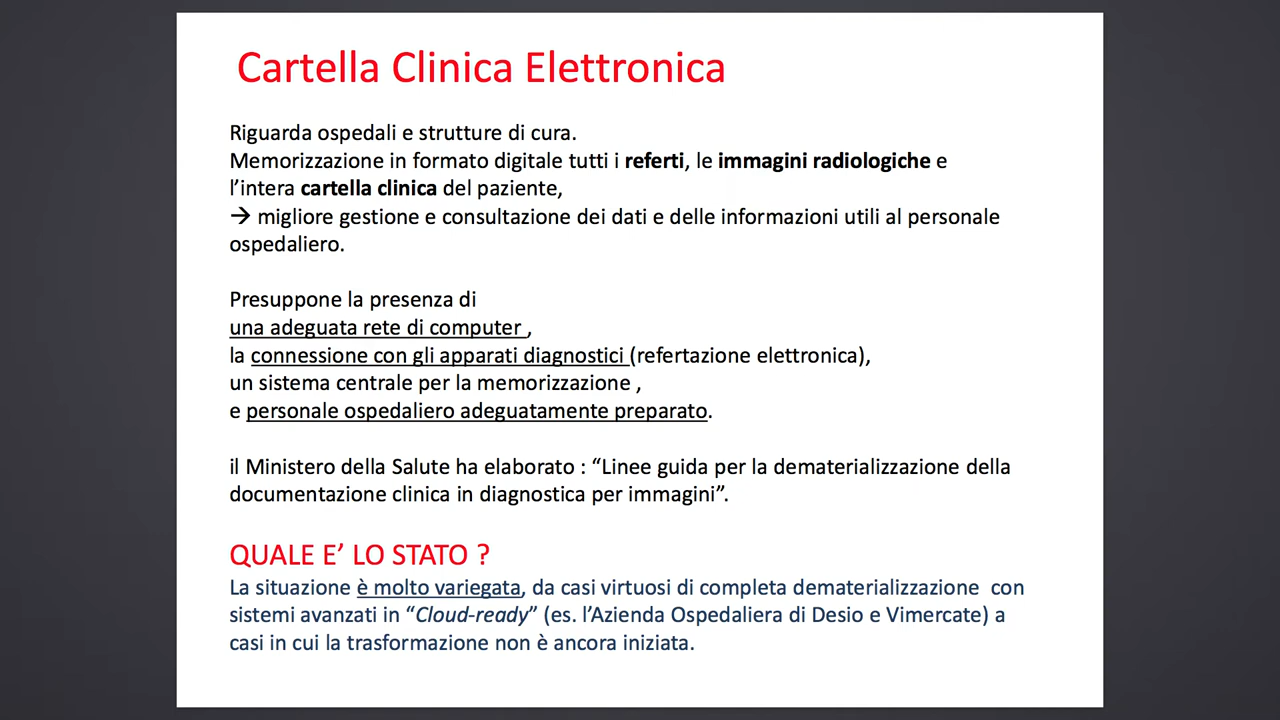 Cartella Clinica Elettronica
Riguarda ospedali e strutture di cura.
Memorizzazione in formato digitale tutti i referti, le immagini radiologiche e
l’intera cartella clinica del paziente,
→ migliore gestione e consultazione dei dati e delle informazioni utili al personale
ospedaliero.
Presuppone la presenza di
una adeguata rete di computer ,
la connessione con gli apparati diagnostici (refertazione elettronica),
un sistema centrale per la memorizzazione ,
e personale ospedaliero adeguatamente preparato.
il Ministero della Salute ha elaborato : “Linee guida per la dematerializzazione della
documentazione clinica in diagnostica per immagini”.
QUALE E’ LO STATO ?
La situazione è molto variegata, da casi virtuosi di completa dematerializzazione  con
sistemi avanzati in “Cloud-ready” (es. l’Azienda Ospedaliera di Desio e Vimercate) a
casi in cui la trasformazione non è ancora iniziata.